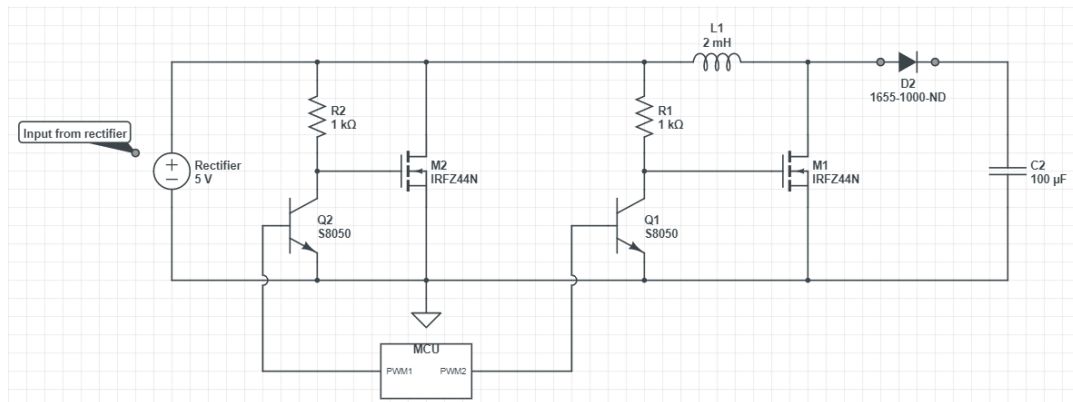 L1
2 mH
D2
1655-1000-ND
R2
1 kΩ
R1
1 kΩ
Input from rectifier
Rectifier
5 V
M2
IRFZ44N
M1
IRFZ44N
C2
100 µF
Q2
S8050
Q1
S8050
MCU
PWM1
PWM2